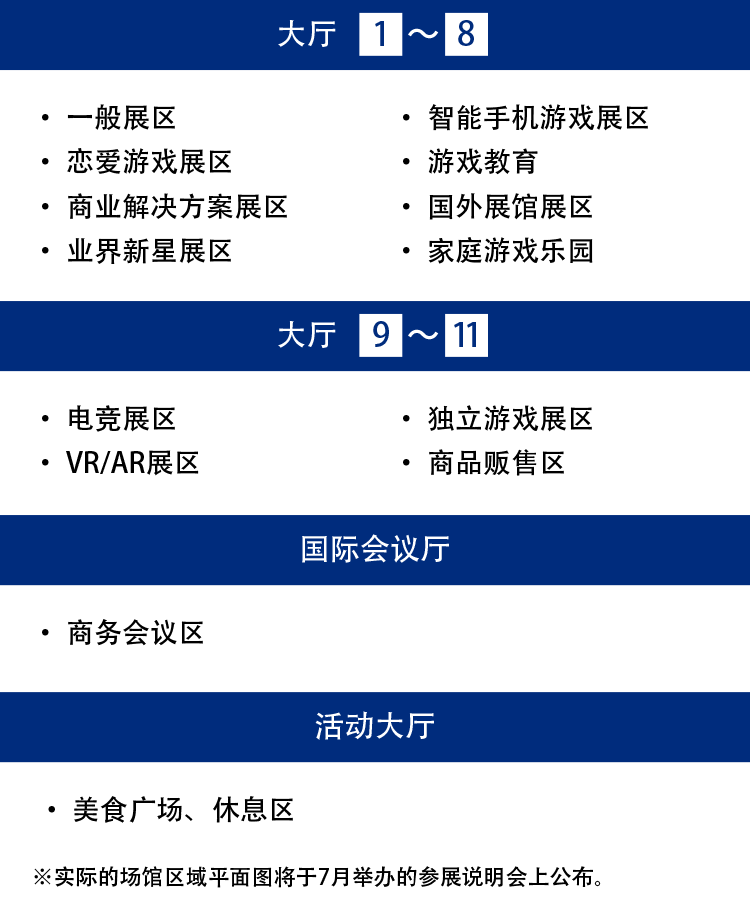 大厅 1～8
・ 一般展区
・ 恋爱游戏展区
・ 商业解决方案展区
・ 业界新星展区
・ 智能手机游戏展区
・ 游戏教育
・ 国外展馆展区
・ 家庭游戏乐园
大厅 9～11
・ 电竞展区
・ VR/AR展区
・ 独立游戏展区
・ 商品贩售区
国际会议厅
・ 商务会议区
活动大厅
・ 美食广场、休息区
※实际的场馆区域平面图将于7月举办的参展说明会上公布。